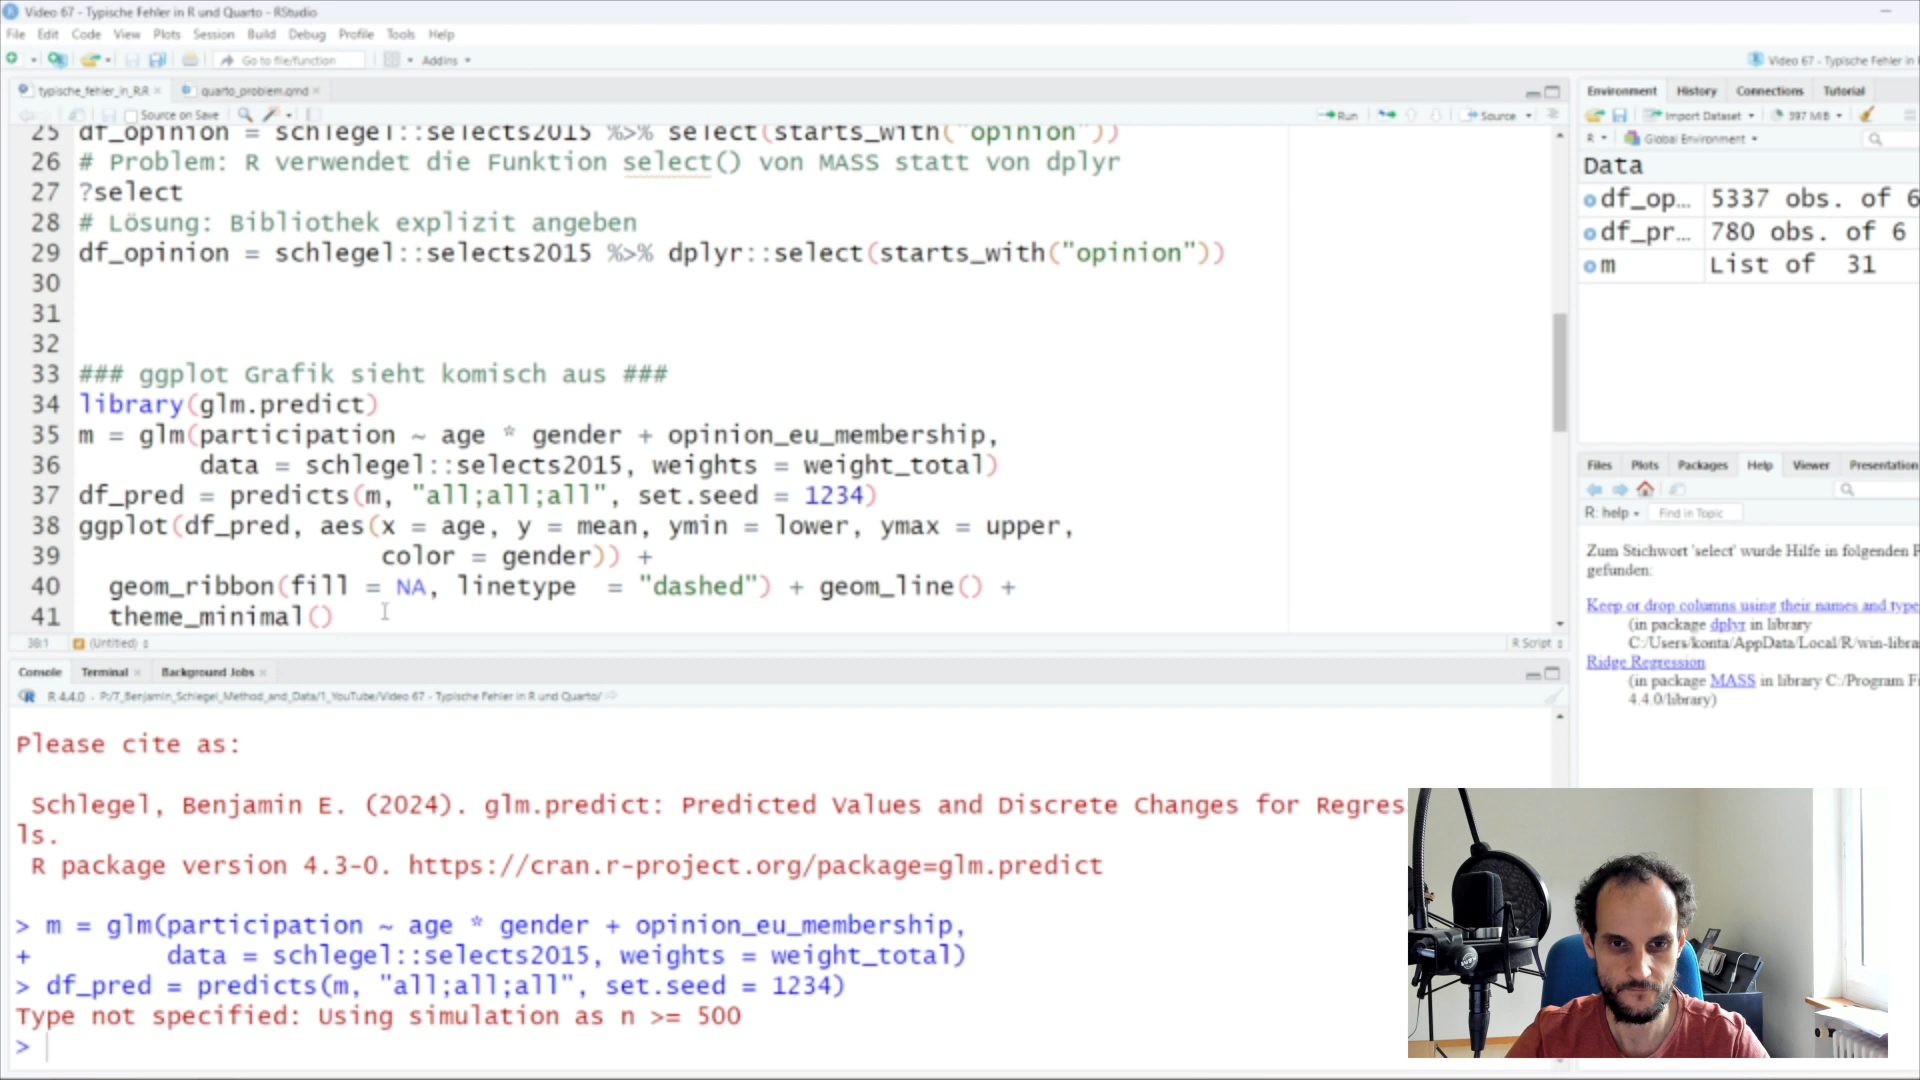 Video 67 - Typische Fehler in R und Quarto - RStudio
File Edit Code View Plots Session Build Debug Profile Tools Help
Go to file/function Addins Video 67 - Typische Fehler in
typische_fehler_in_R.R quarto_problem.qmd
Source on Save Run Source
25 df_opinion = schlegel::selects2015 %>% select(starts_with("opinion"))
26 # Problem: R verwendet die Funktion select() von MASS statt von dplyr
27 ?select
28 # Lösung: Bibliothek explizit angeben
29 df_opinion = schlegel::selects2015 %>% dplyr::select(starts_with("opinion"))
30
31
32
33 ### ggplot Grafik sieht komisch aus ###
34 library(glm.predict)
35 m = glm(participation ~ age * gender + opinion_eu_membership,
36 data = schlegel::selects2015, weights = weight_total)
37 df_pred = predicts(m, "all;all;all", set.seed = 1234)
38 ggplot(df_pred, aes(x = age, y = mean, ymin = lower, ymax = upper,
39 color = gender)) +
40 geom_ribbon(fill = NA, linetype  = "dashed") + geom_line() +
41 theme_minimal()
38:1 (Untitled) R Script
Console Terminal Background Jobs
R 4.4.0 · P:/7_Benjamin_Schlegel_Method_and_Data/1_YouTube/Video 67 - Typische Fehler in R und Quarto/
Please cite as:
Schlegel, Benjamin E. (2024). glm.predict: Predicted Values and Discrete Changes for Regres
ls.
R package version 4.3-0. https://cran.r-project.org/package=glm.predict
> m = glm(participation ~ age * gender + opinion_eu_membership,
+ data = schlegel::selects2015, weights = weight_total)
> df_pred = predicts(m, "all;all;all", set.seed = 1234)
Type not specified: Using simulation as n >= 500
>
Environment History Connections Tutorial
Import Dataset 397 MiB
R Global Environment
Data
df_op… 5337 obs. of 6
df_pr… 780 obs. of 6
m List of 31
Files Plots Packages Help Viewer Presentation
R: help Find in Topic
Zum Stichwort 'select' wurde Hilfe in folgenden
gefunden:
Keep or drop columns using their names and type
(in package dplyr in library
C:/Users/konta/AppData/Local/R/win-libra
Ridge Regression
(in package MASS in library C:/Program Fi
4.4.0/library)